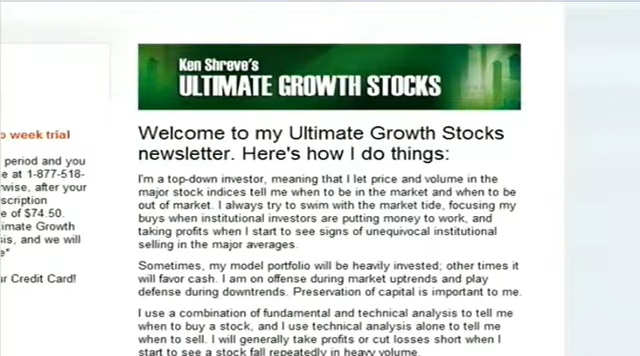 Ken Shreve's
ULTIMATE GROWTH STOCKS
Welcome to my Ultimate Growth Stocks
newsletter. Here's how I do things:
I'm a top-down investor, meaning that I let price and volume in the
major stock indices tell me when to be in the market and when to be
out of market. I always try to swim with the market tide, focusing my
buys when institutional investors are putting money to work, and
taking profits when I start to see signs of unequivocal institutional
selling in the major averages.
Sometimes, my model portfolio will be heavily invested; other times it
will favor cash. I am on offense during market uptrends and play
defense during downtrends. Preservation of capital is important to me.
I use a combination of fundamental and technical analysis to tell me
when to buy a stock, and I use technical analysis alone to tell me
when to sell. I will generally take profits or cut losses short when I
start to see a stock fall repeatedly in heavy volume.
o week trial
period and you
e at 1-877-518-
wise, after your
scription
e of $74.50.
imate Growth
sis, and we will
e"
ur Credit Card!